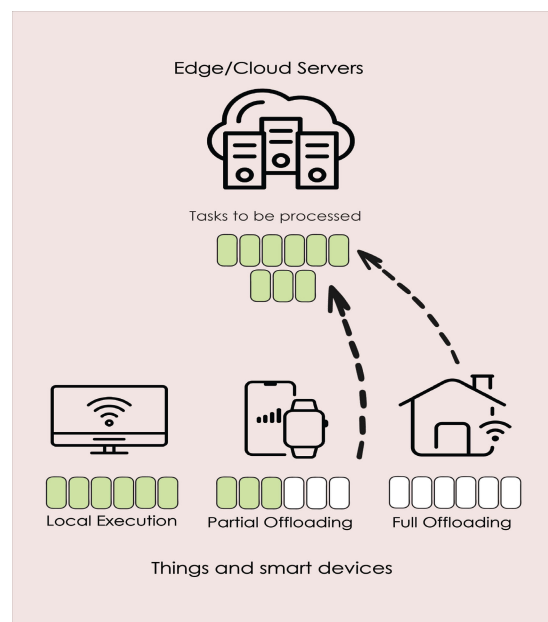 Edge/Cloud Servers
Tasks to be processed
Local Execution
Partial Offloading
Full Offloading
Things and smart devices